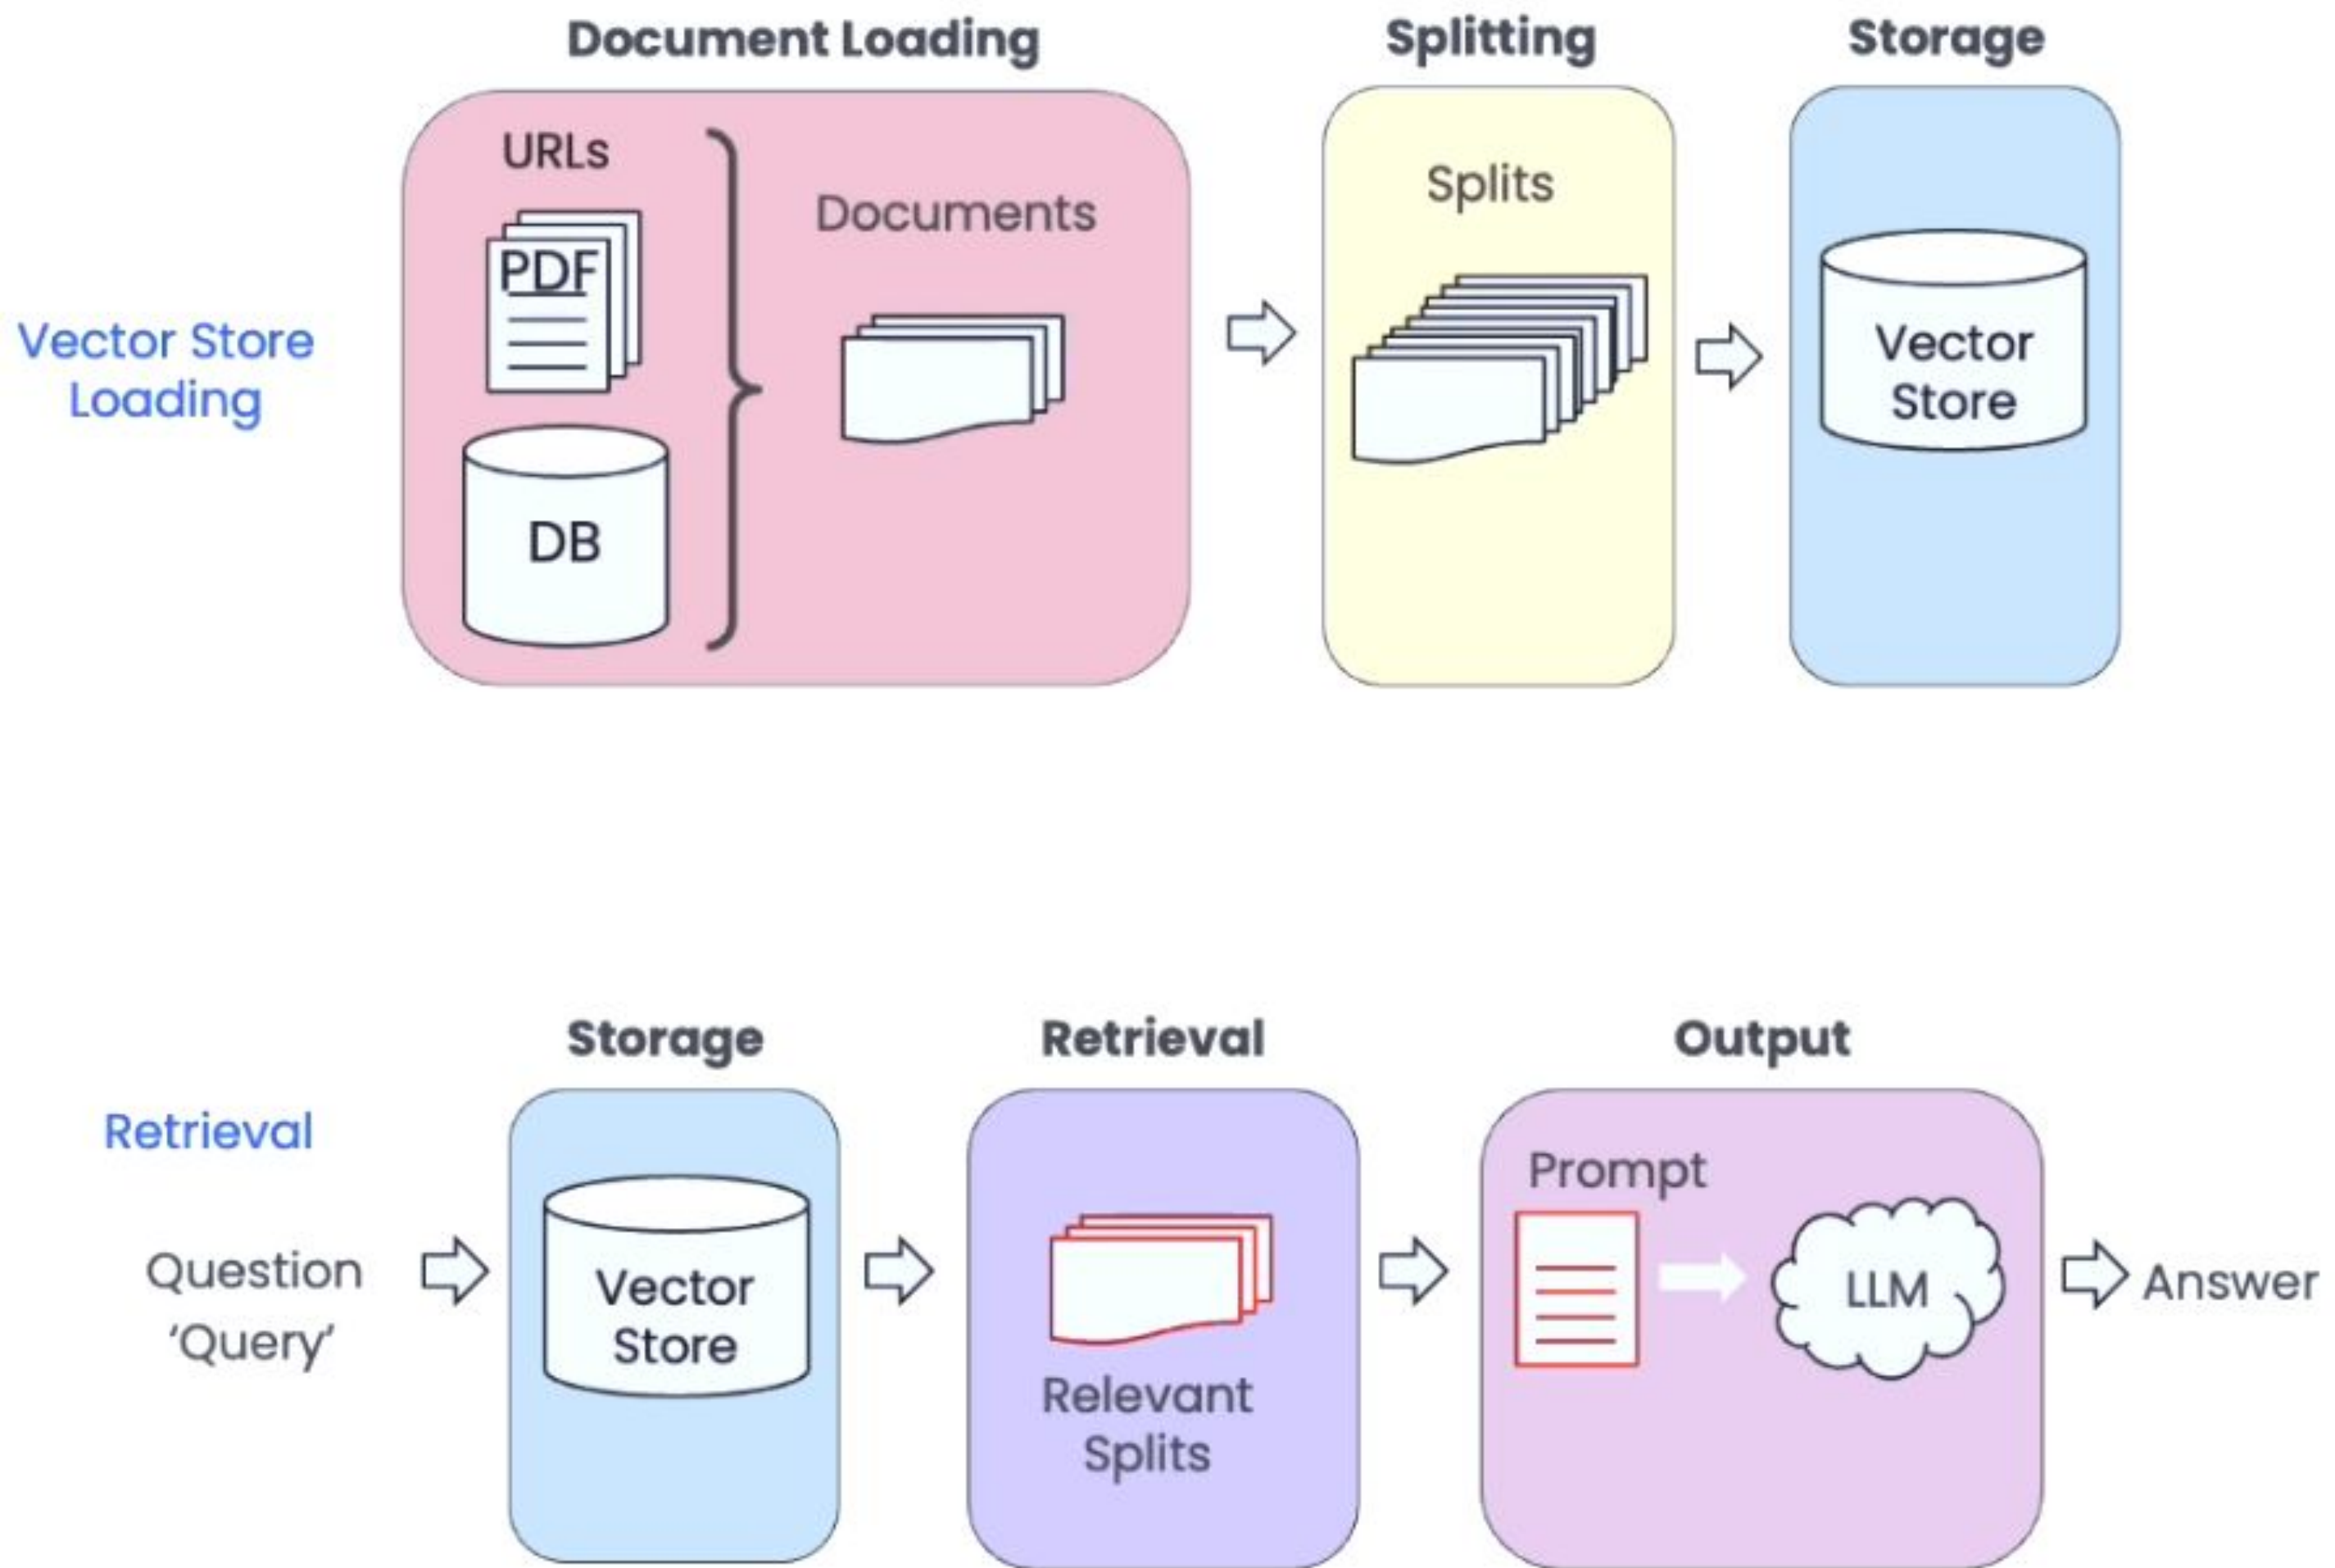 Document Loading
Splitting
Storage
URLs
PDF
DB
Documents
Splits
Vector
Store
Vector Store
Loading
Storage
Retrieval
Output
Retrieval
Question
‘Query’
Vector
Store
Relevant
Splits
Prompt
LLM
Answer